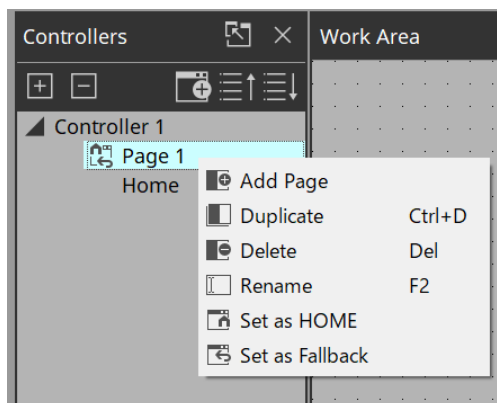 Controllers
Work Area
Controller 1
Page 1
Home
Add Page
Duplicate Ctrl+D
Delete Del
Rename F2
Set as HOME
Set as Fallback